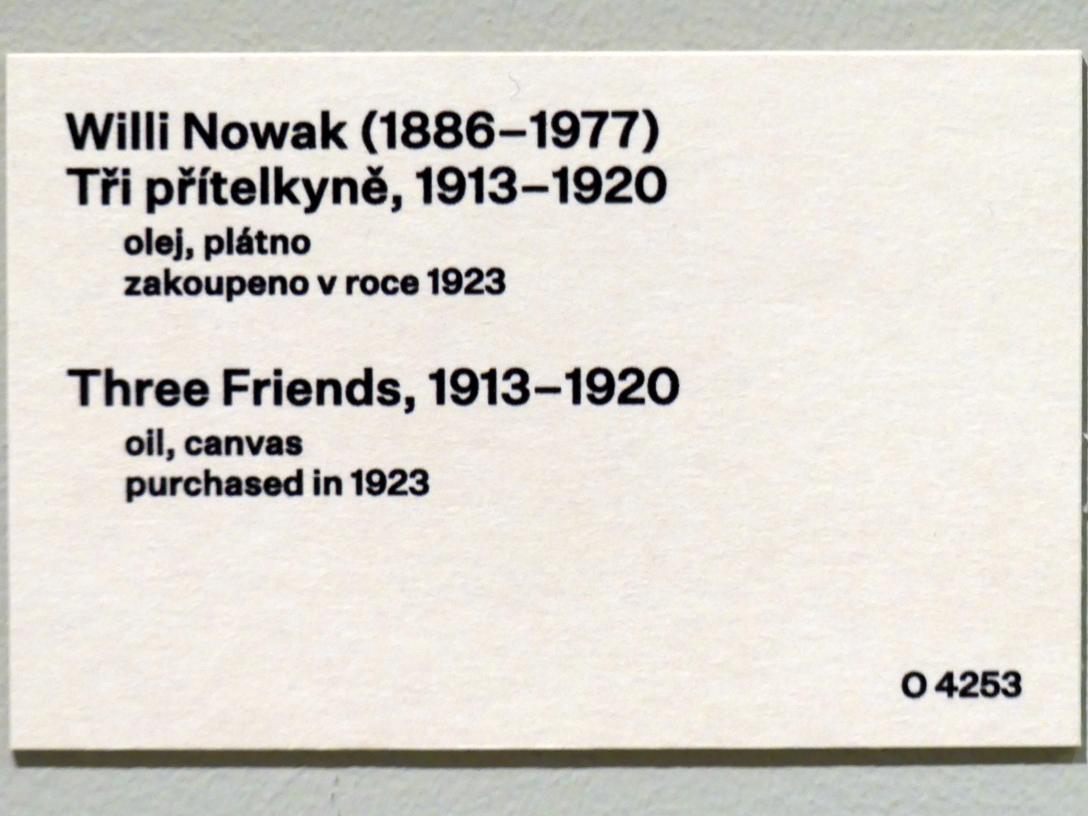 Willi Nowak (1886–1977)
Tři přítelkyně, 1913–1920
olej, plátno
zakoupeno v roce 1923
Three Friends, 1913–1920
oil, canvas
purchased in 1923
O 4253